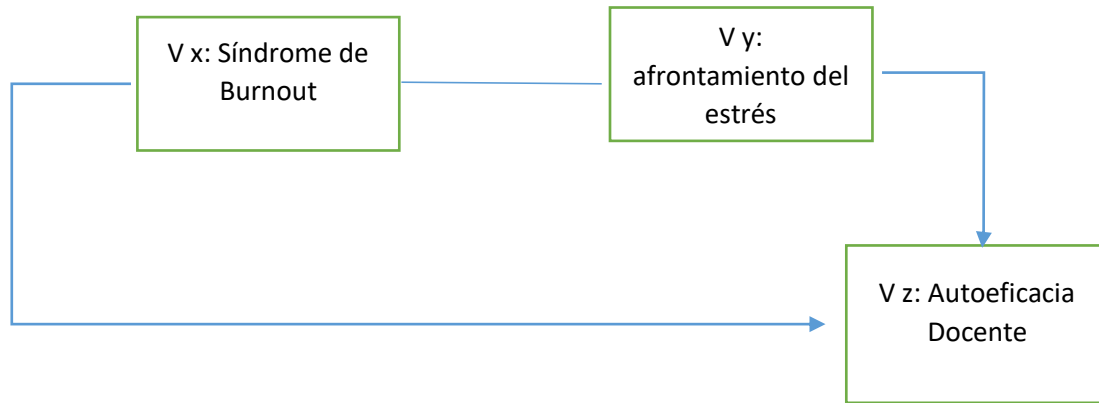 V x: Síndrome de
Burnout
V y:
afrontamiento del
estrés
V z: Autoeficacia
Docente